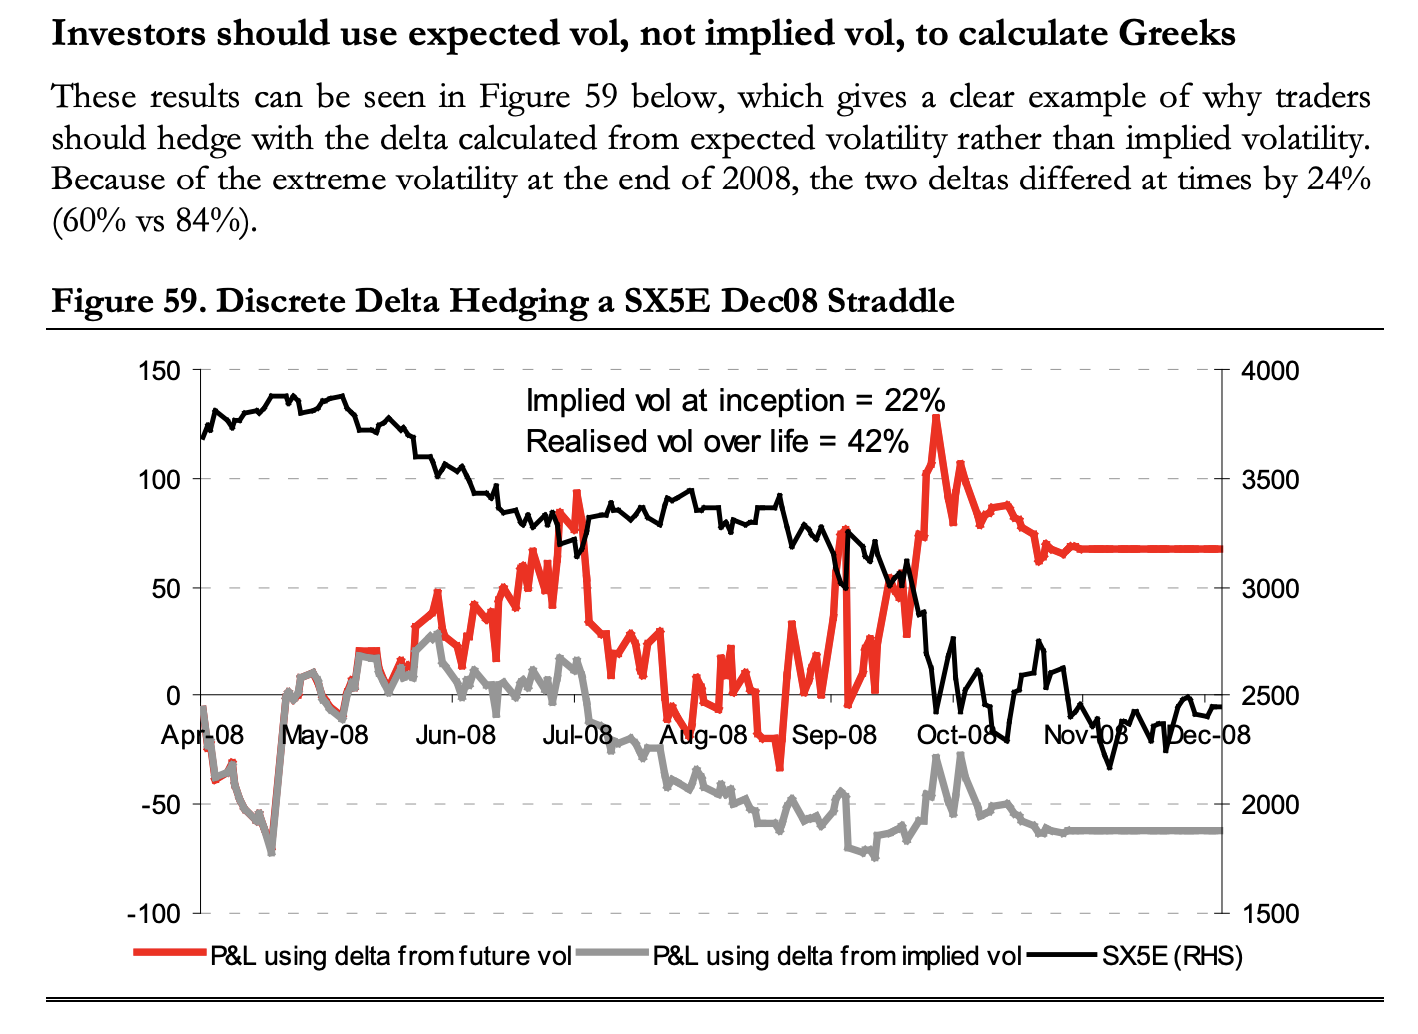 Investors should use expected vol, not implied vol, to calculate Greeks
These results can be seen in Figure 59 below, which gives a clear example of why traders
should hedge with the delta calculated from expected volatility rather than implied volatility.
Because of the extreme volatility at the end of 2008, the two deltas differed at times by 24%
(60% vs 84%).
Figure 59. Discrete Delta Hedging a SX5E Dec08 Straddle
150 4000
Implied vol at inception = 22%
Realised vol over life = 42%
100 3500
50 3000
0 2500
Apr-08 May-08 Jun-08 Jul-08 Aug-08 Sep-08 Oct-08 Nov-08 Dec-08
-50 2000
-100 1500
P&L using delta from future vol P&L using delta from implied vol SX5E (RHS)